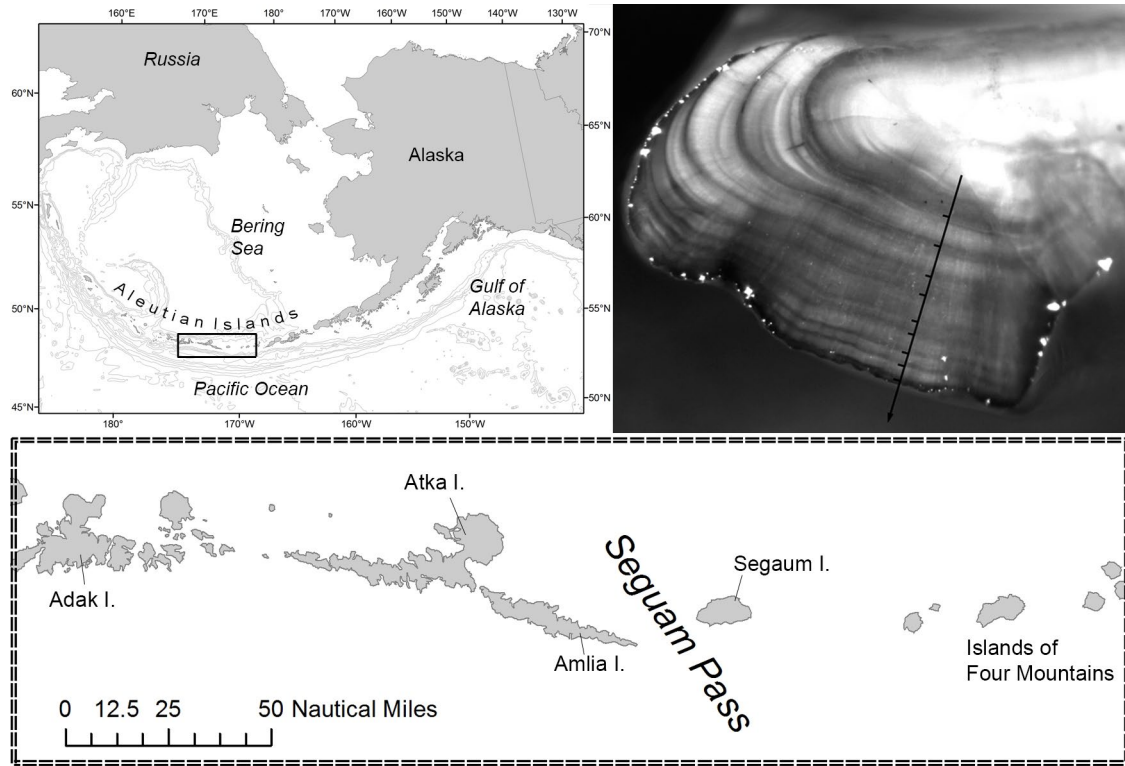 160°E 170°E 180° 170°W 160°W 150°W 140°W 130°W
70°N
Russia
60°N
65°N
Alaska
55°N
60°N
Bering
Sea
Gulf of
Alaska
Aleutian Islands
50°N
55°N
Pacific Ocean
45°N
50°N
180° 170°W 160°W 150°W
Atka I.
Seguam Pass
Segaum I.
Adak I.
Amlia I.
Islands of
Four Mountains
0 12.5 25 50 Nautical Miles